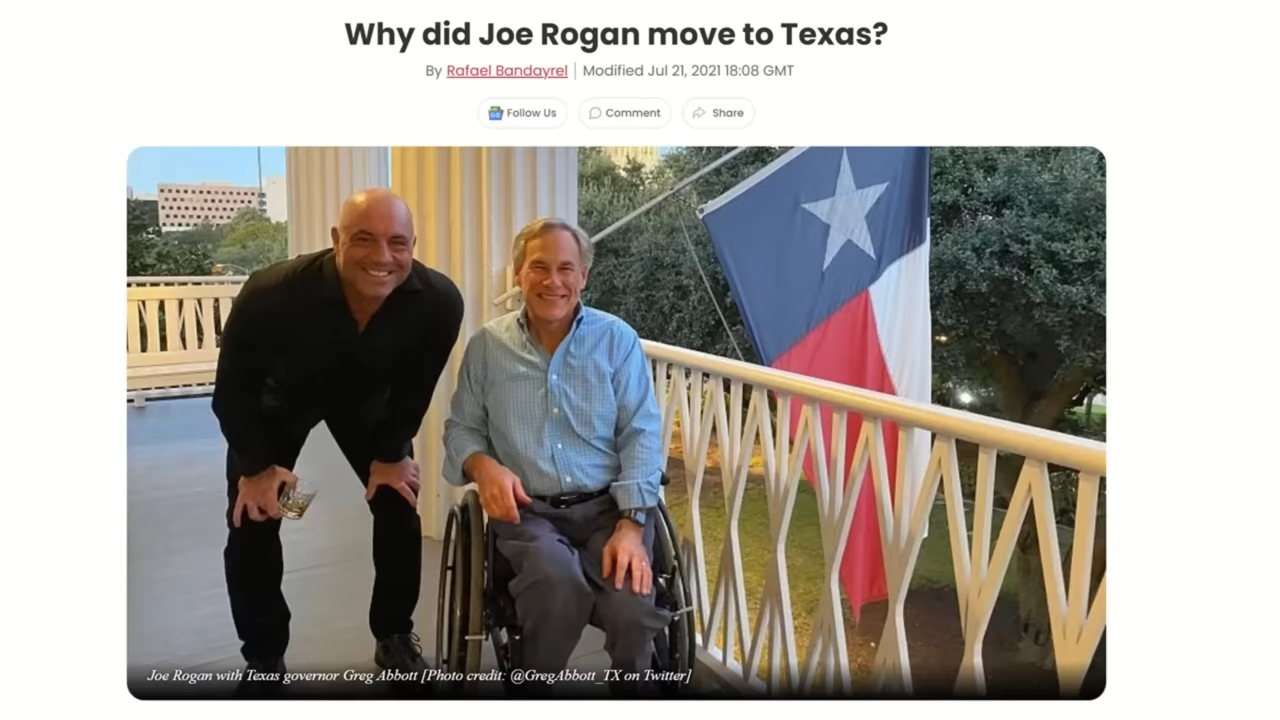 Why did Joe Rogan move to Texas?
By Rafael Bandayrel | Modified Jul 21, 2021 18:08 GMT
Follow Us Comment Share
Joe Rogan with Texas governor Greg Abbott [Photo credit: @GregAbbott_TX on Twitter]